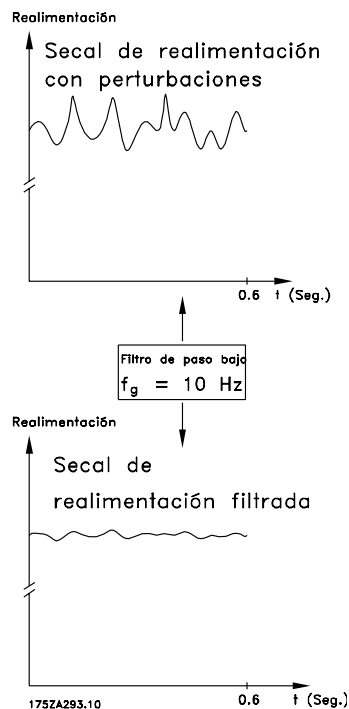 Realimentación
Secal de realimentación
con perturbaciones
0.6 t (Seg.)
Filtro de paso bajo
fg = 10 Hz
Realimentación
Secal de
realimentación filtrada
0.6 t (Seg.)
175ZA293.10